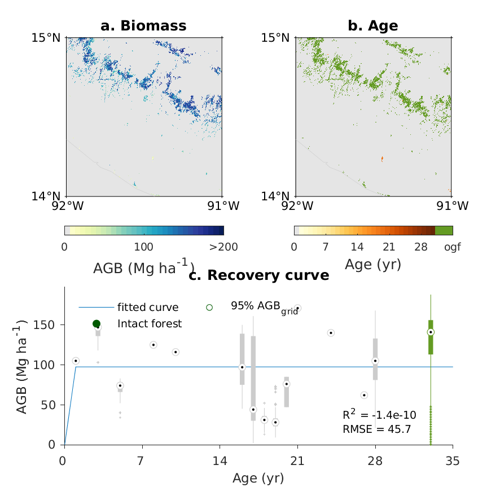 a. Biomass
b. Age
15°N
14°N
92°W
91°W
15°N
14°N
92°W
91°W
0
100
>200
AGB (Mg ha⁻¹)
0
7
14
21
28
ogf
Age (yr)
c. Recovery curve
fitted curve
95% AGB_grid
Intact forest
150
100
50
0
AGB (Mg ha⁻¹)
R² = -1.4e-10
RMSE = 45.7
0
7
14
21
28
35
Age (yr)